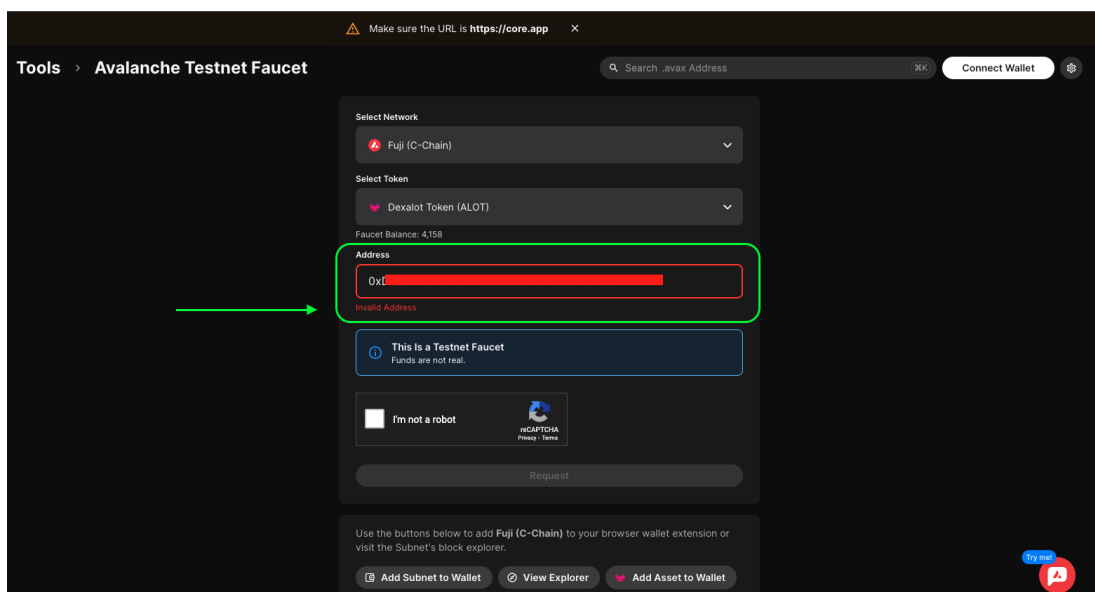 Make sure the URL is https://core.app
Tools > Avalanche Testnet Faucet
Search .avax Address
⌘K
Connect Wallet
Select Network
Fuji (C-Chain)
Select Token
Dexalot Token (ALOT)
Faucet Balance: 4,158
Address
0x
Invalid Address
This Is a Testnet Faucet
Funds are not real.
I'm not a robot
reCAPTCHA
Privacy - Terms
Request
Use the buttons below to add Fuji (C-Chain) to your browser wallet extension or
visit the Subnet's block explorer.
Add Subnet to Wallet
View Explorer
Add Asset to Wallet
Try me!